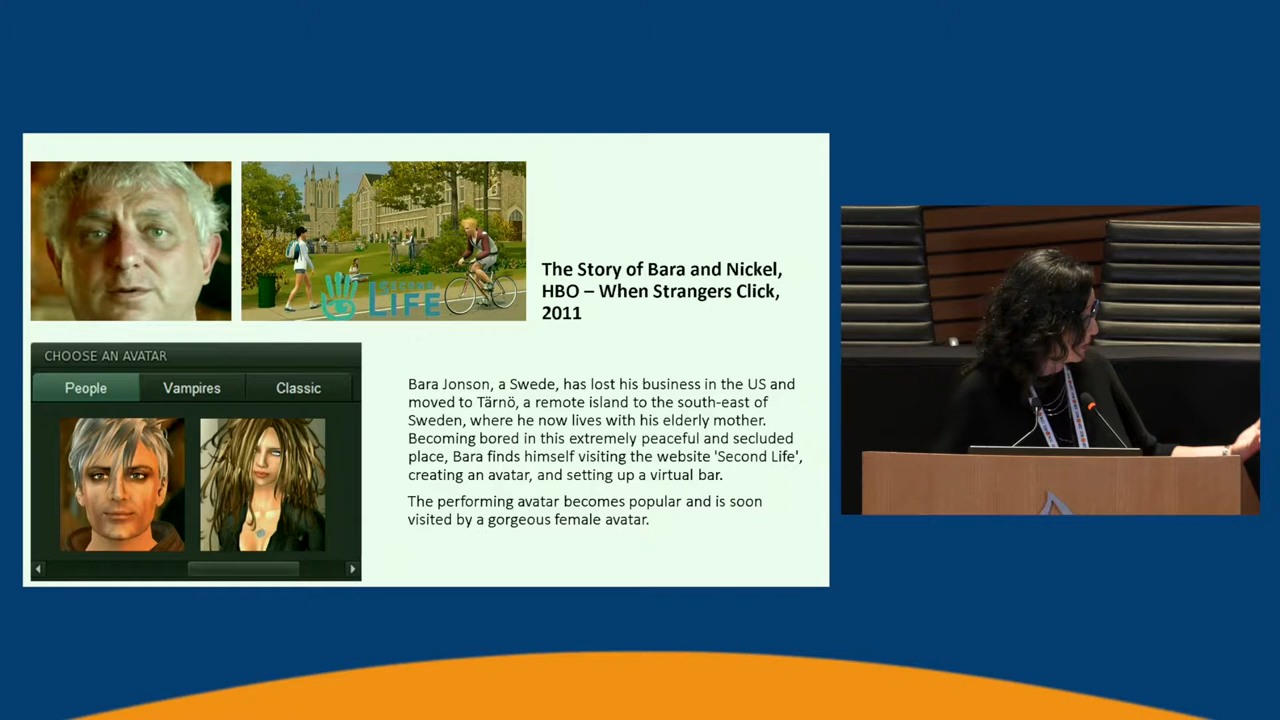 SECOND
LIFE
The Story of Bara and Nickel,
HBO – When Strangers Click,
2011
CHOOSE AN AVATAR
People
Vampires
Classic
Bara Jonson, a Swede, has lost his business in the US and
moved to Tärnö, a remote island to the south-east of
Sweden, where he now lives with his elderly mother.
Becoming bored in this extremely peaceful and secluded
place, Bara finds himself visiting the website 'Second Life',
creating an avatar, and setting up a virtual bar.
The performing avatar becomes popular and is soon
visited by a gorgeous female avatar.